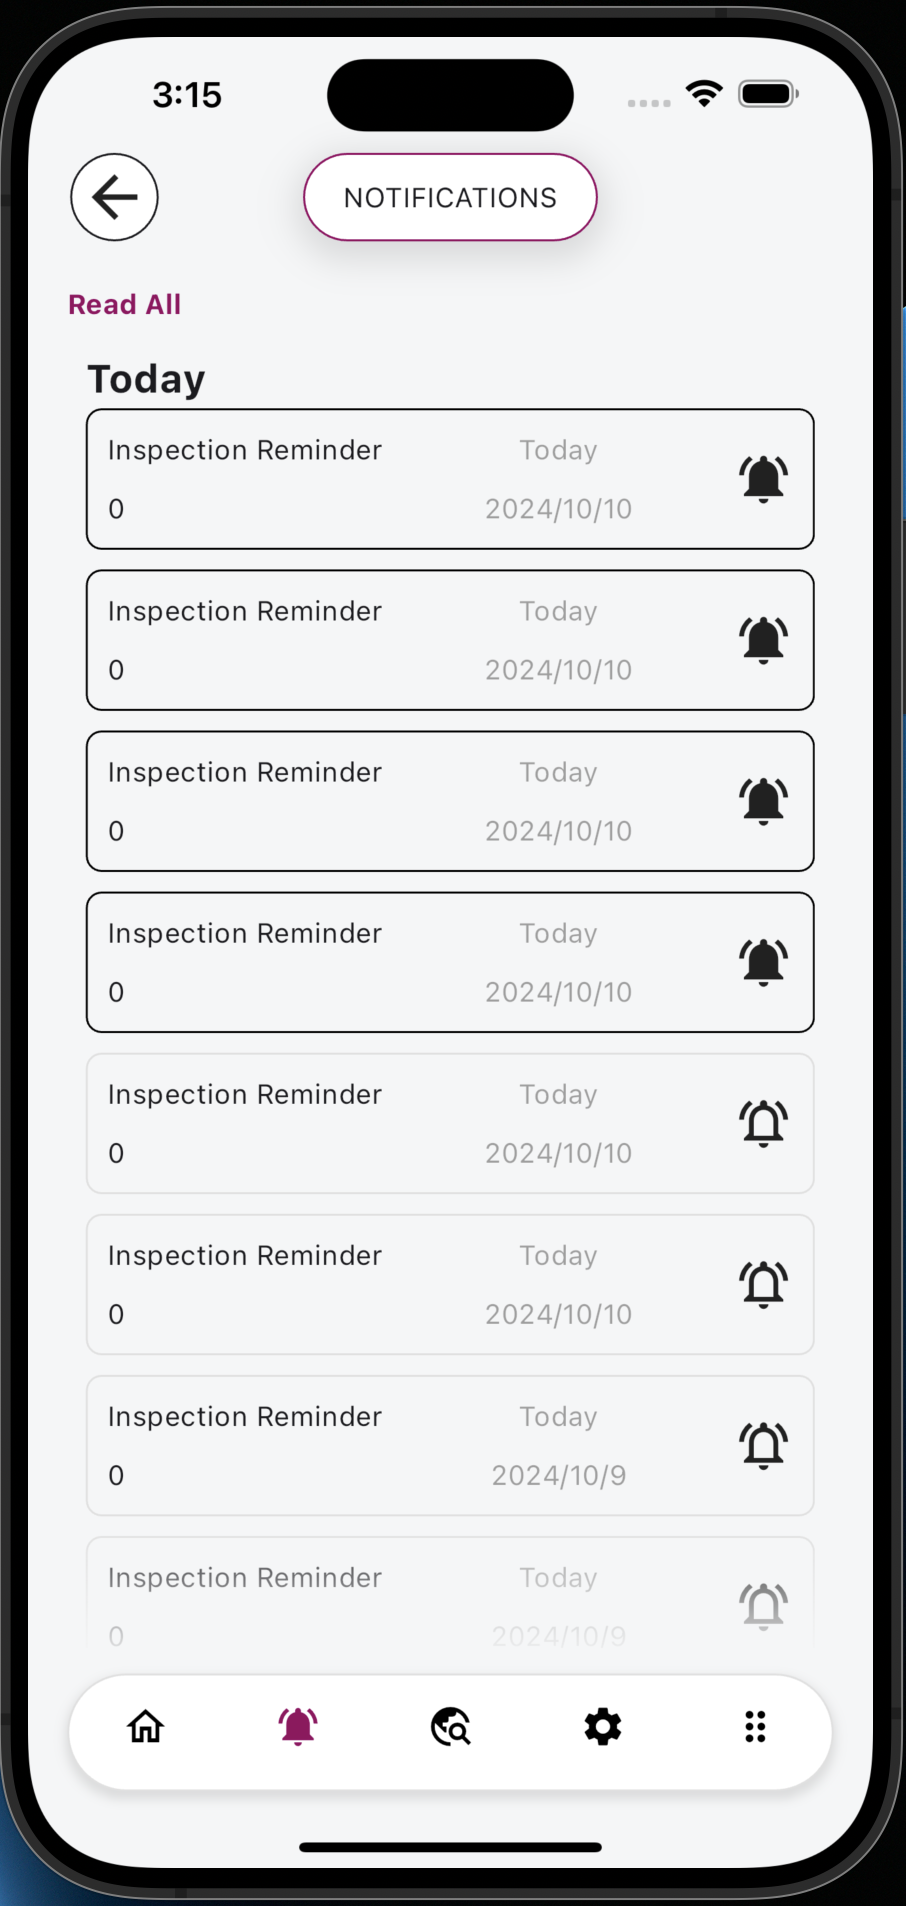 3:15
NOTIFICATIONS
Read All
Today
Inspection Reminder Today
0 2024/10/10
Inspection Reminder Today
0 2024/10/10
Inspection Reminder Today
0 2024/10/10
Inspection Reminder Today
0 2024/10/10
Inspection Reminder Today
0 2024/10/10
Inspection Reminder Today
0 2024/10/10
Inspection Reminder Today
0 2024/10/9
Inspection Reminder Today
0 2024/10/9